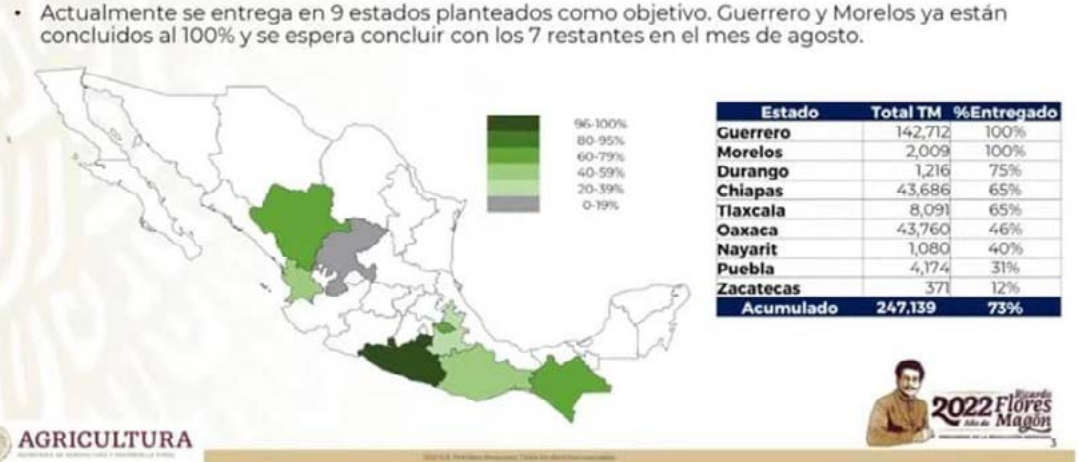 • Actualmente se entrega en 9 estados planteados como objetivo. Guerrero y Morelos ya están
concluidos al 100% y se espera concluir con los 7 restantes en el mes de agosto.
96-100%
80-95%
60-79%
40-59%
20-39%
0-19%
Estado Total TM %Entregado
Guerrero 142,712 100%
Morelos 2,009 100%
Durango 1,216 75%
Chiapas 43,686 65%
Tlaxcala 8,091 65%
Oaxaca 43,760 46%
Nayarit 1,080 40%
Puebla 4,174 31%
Zacatecas 371 12%
Acumulado 247,139 73%
AGRICULTURA
2022 Ricardo
Flores
Año de Magón
3